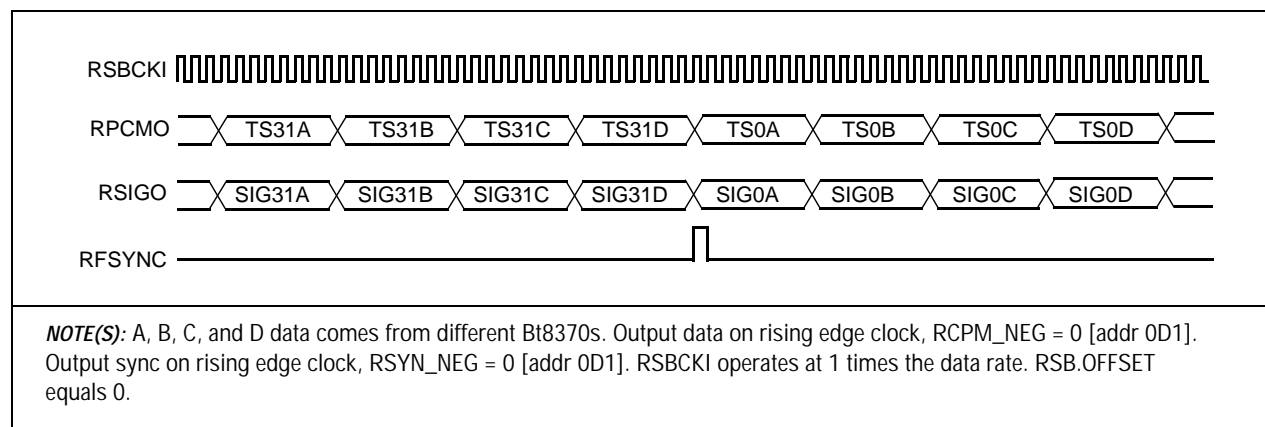 RSBCKI
RPCMO TS31A TS31B TS31C TS31D TS0A TS0B TS0C TS0D
RSIGO SIG31A SIG31B SIG31C SIG31D SIG0A SIG0B SIG0C SIG0D
RFSYNC
NOTE(S): A, B, C, and D data comes from different Bt8370s. Output data on rising edge clock, RCPM_NEG = 0 [addr 0D1].
Output sync on rising edge clock, RSYN_NEG = 0 [addr 0D1]. RSBCKI operates at 1 times the data rate. RSB.OFFSET
equals 0.